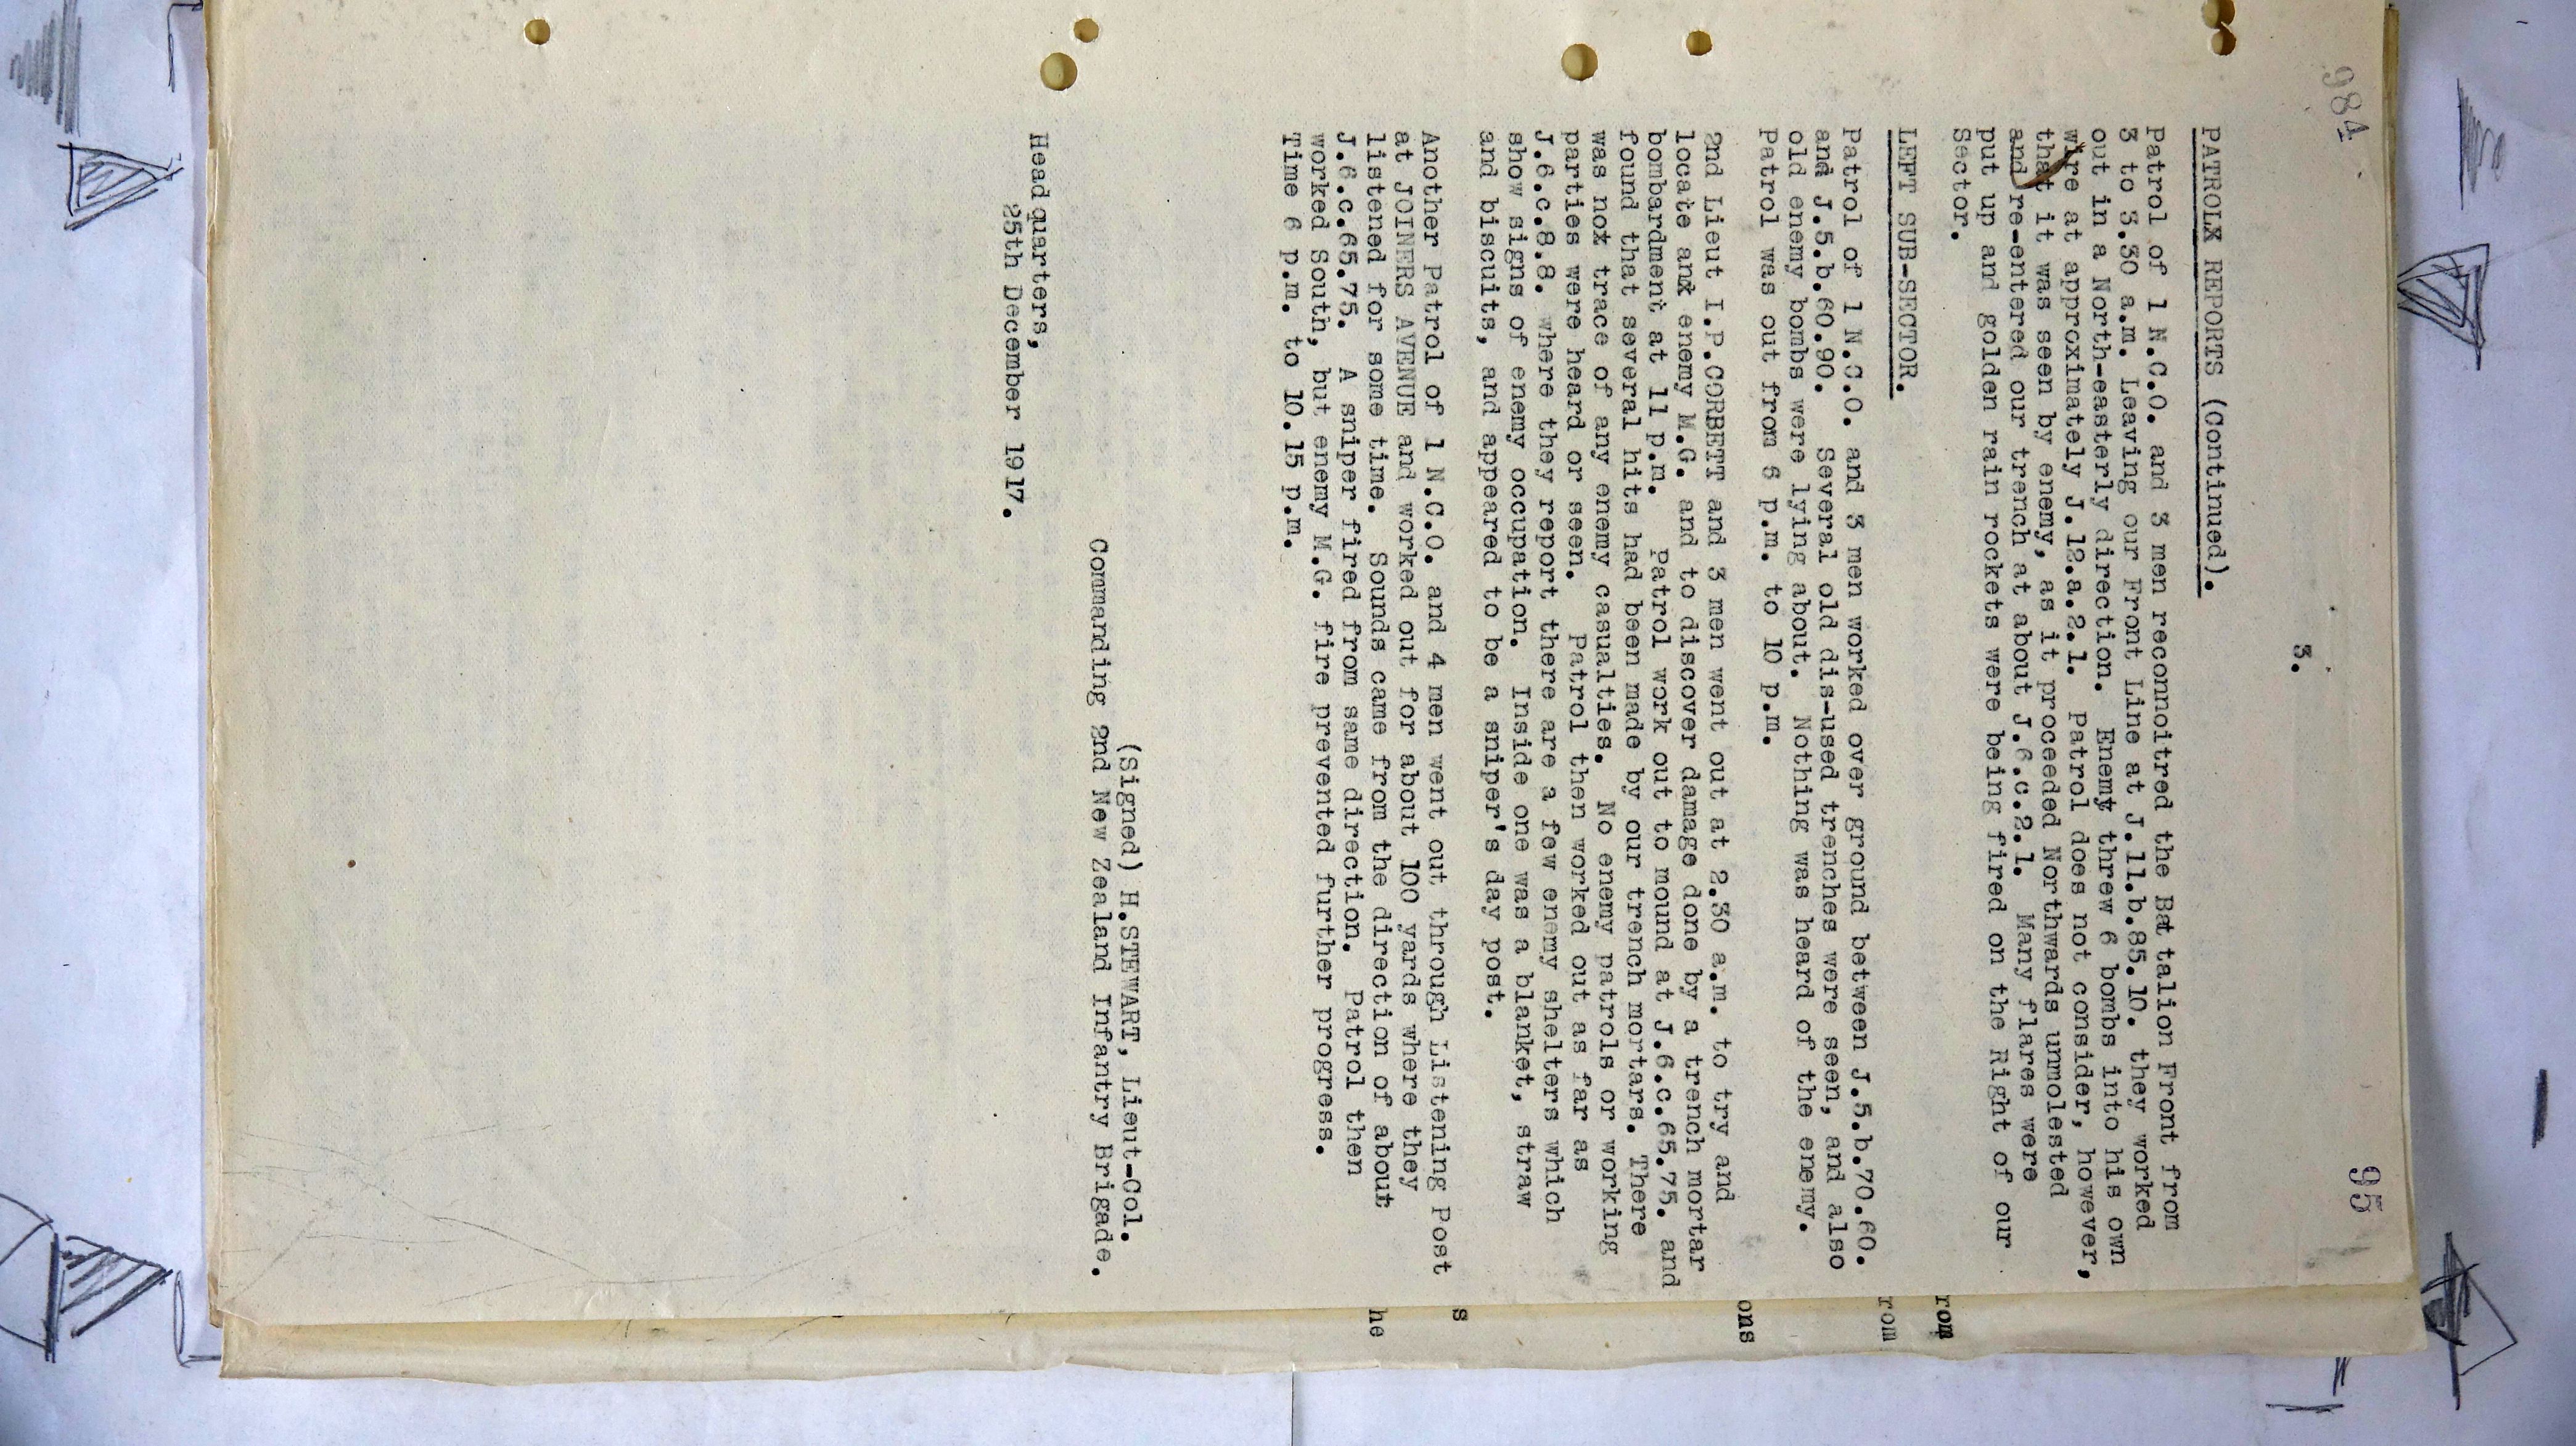 984
95
3.
PATROLX REPORTS (Continued).
Patrol of 1 N.C.O. and 3 men reconnoitred the Bat talion Front from
3 to 3.30 a.m. Leaving our Front Line at J.11.b.85.10. they worked
out in a North-easterly direction. Enemy threw 6 bombs into his own
wire at approximately J.12.a.2.1. Patrol does not consider, however,
that it was seen by enemy, as it proceeded Northwards unmolested
and re-entered our trench at about J.6.c.2.1. Many flares were
put up and golden rain rockets were being fired on the Right of our
Sector.
LEFT SUB-SECTOR.
Patrol of 1 N.C.O. and 3 men worked over ground between J.5.b.70.60.
and J.5.b.60.90. Several old dis-used trenches were seen, and also
old enemy bombs were lying about. Nothing was heard of the enemy.
Patrol was out from 6 p.m. to 10 p.m.
2nd Lieut I.P.CORBETT and 3 men went out at 2.30 a.m. to try and
locate anx enemy M.G. and to discover damage done by a trench mortar
bombardment at 11 p.m. Patrol work out to mound at J.6.c.65.75. and
found that several hits had been made by our trench mortars. There
was not trace of any enemy casualties. No enemy patrols or working
parties were heard or seen. Patrol then worked out as far as
J.6.c.8.8. where they report there are a few enemy shelters which
show signs of enemy occupation. Inside one was a blanket, straw
and biscuits, and appeared to be a sniper's day post.
Another Patrol of 1 N.C.O. and 4 men went out through Listening Post
at JOINERS AVENUE and worked out for about 100 yards where they
listened for some time. Sounds came from the direction of about
J.6.c.65.75. A sniper fired from same direction. Patrol then
worked South, but enemy M.G. fire prevented further progress.
Time 6 p.m. to 10.15 p.m.
(Signed) H.STEWART, Lieut-Col.
Commanding 2nd New Zealand Infantry Brigade.
Headquarters,
25th December 1917.
rom
rom
ons
s
he